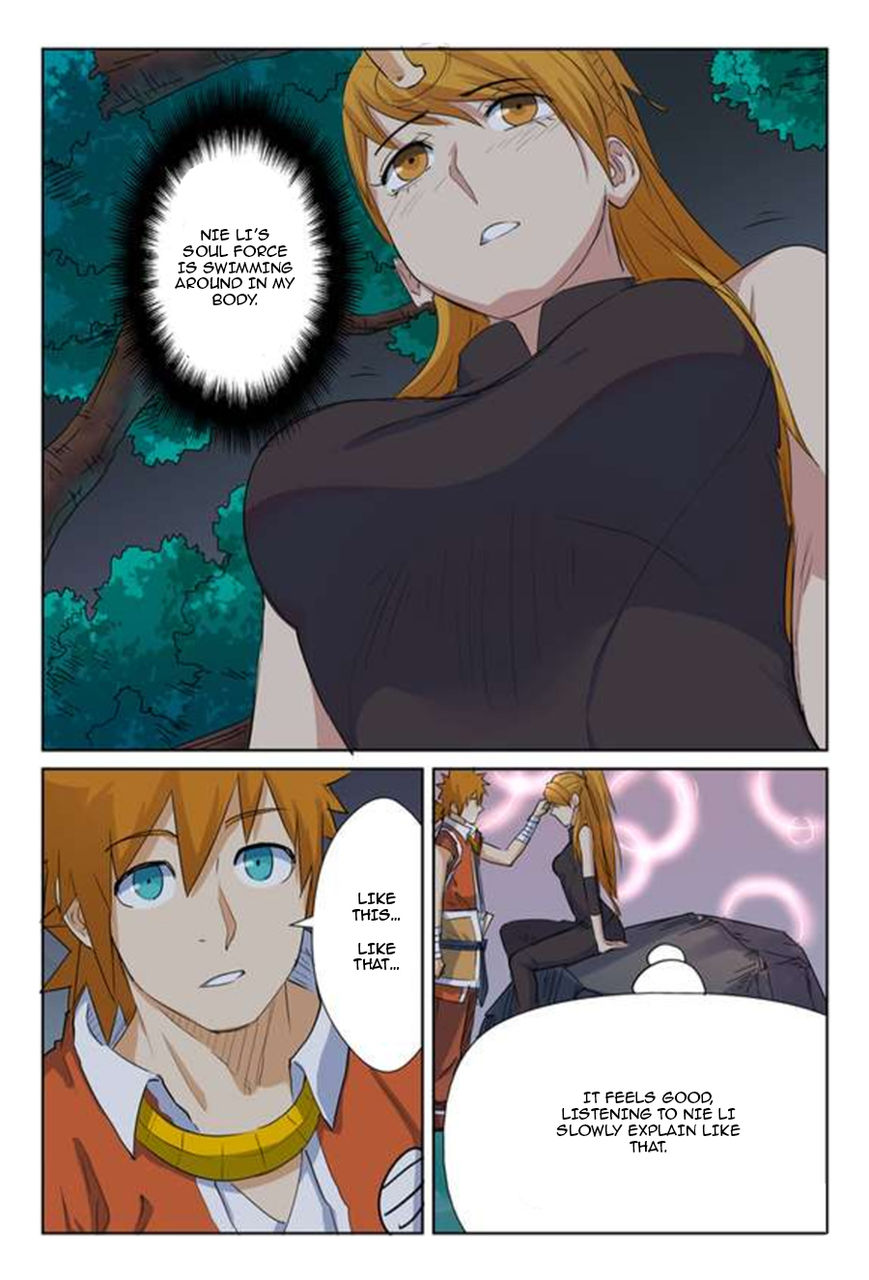 NIE LI'S
SOUL FORCE
IS SWIMMING
AROUND IN MY
BODY.
LIKE
THIS...
LIKE
THAT...
IT FEELS GOOD,
LISTENING TO NIE LI
SLOWLY EXPLAIN LIKE
THAT.